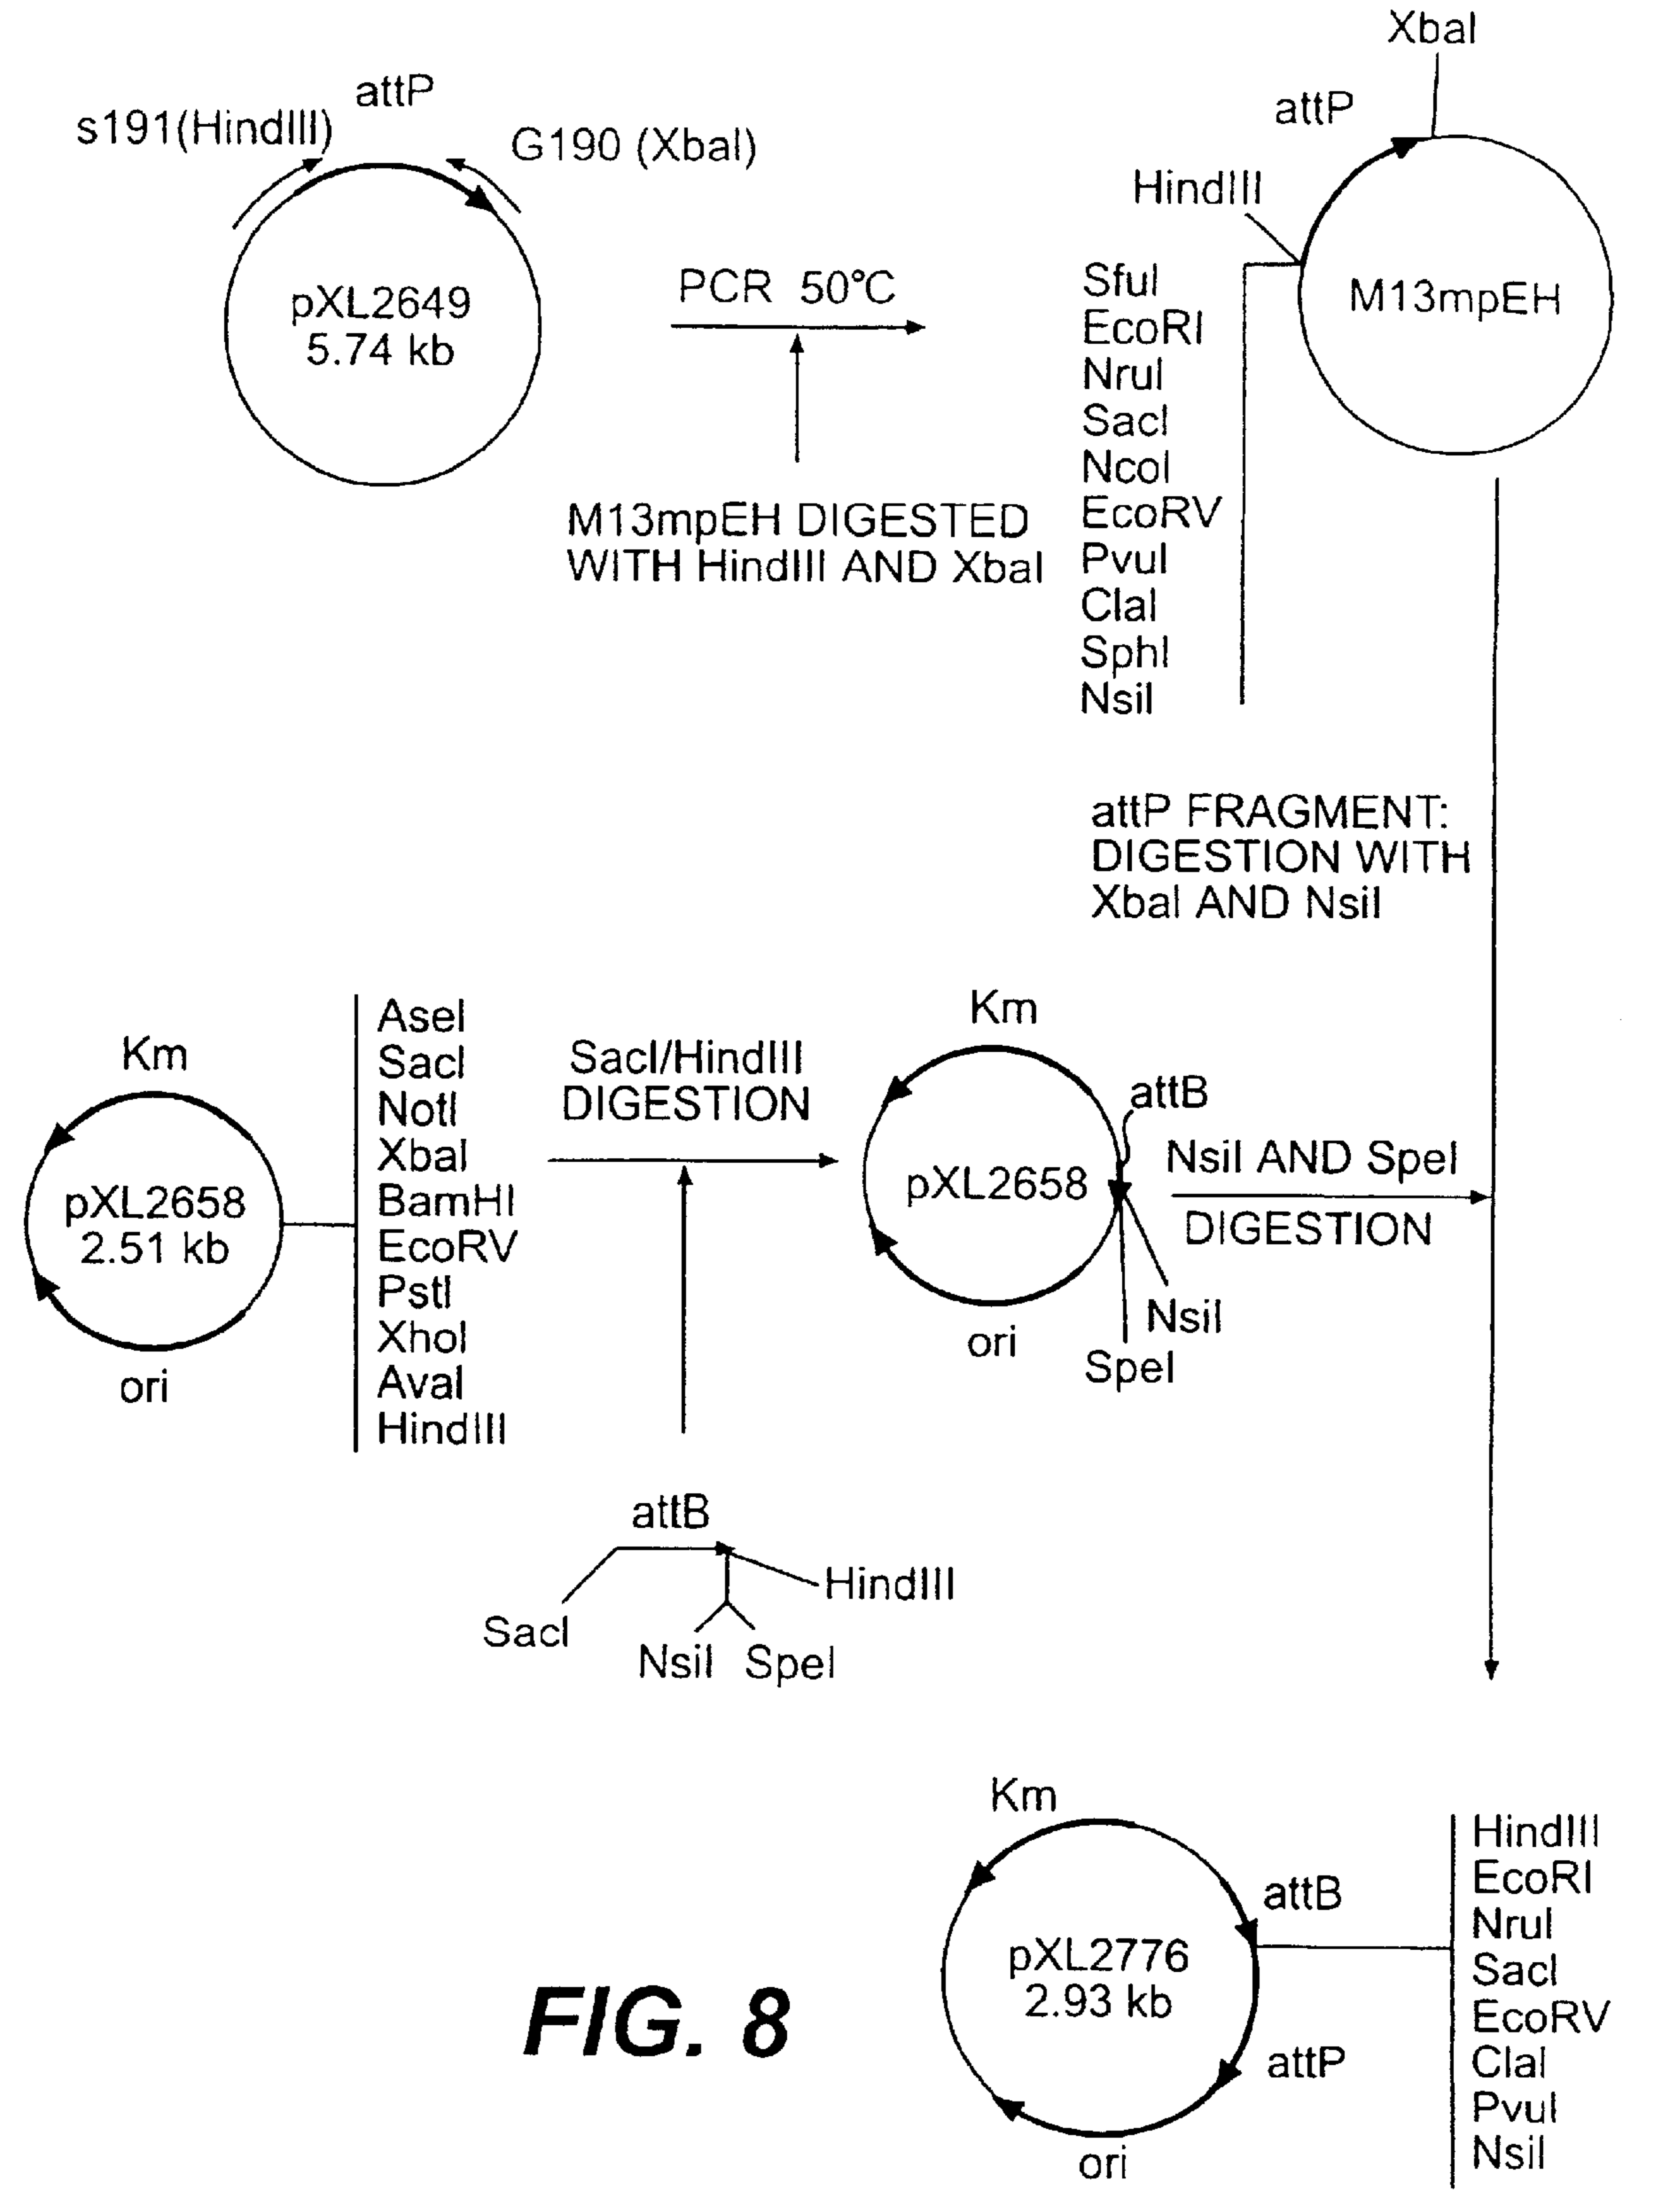 XbaI
attP
s191(HindIII)
attP
G190 (XbaI)
HindIII
pXL2649
5.74 kb
PCR 50°C
M13mpEH
SfuI
EcoRI
NruI
SacI
NcoI
EcoRV
PvuI
ClaI
SphI
NsiI
M13mpEH DIGESTED
WITH HindIII AND XbaI
attP FRAGMENT:
DIGESTION WITH
XbaI AND NsiI
Km
pXL2658
2.51 kb
ori
AseI
SacI
NotI
XbaI
BamHI
EcoRV
PstI
XhoI
AvaI
HindIII
SacI/HindIII
DIGESTION
Km
attB
pXL2658
ori
NsiI
SpeI
NsiI AND SpeI
DIGESTION
attB
SacI
HindIII
NsiI SpeI
Km
attB
pXL2776
2.93 kb
attP
ori
HindIII
EcoRI
NruI
SacI
EcoRV
ClaI
PvuI
NsiI
FIG. 8